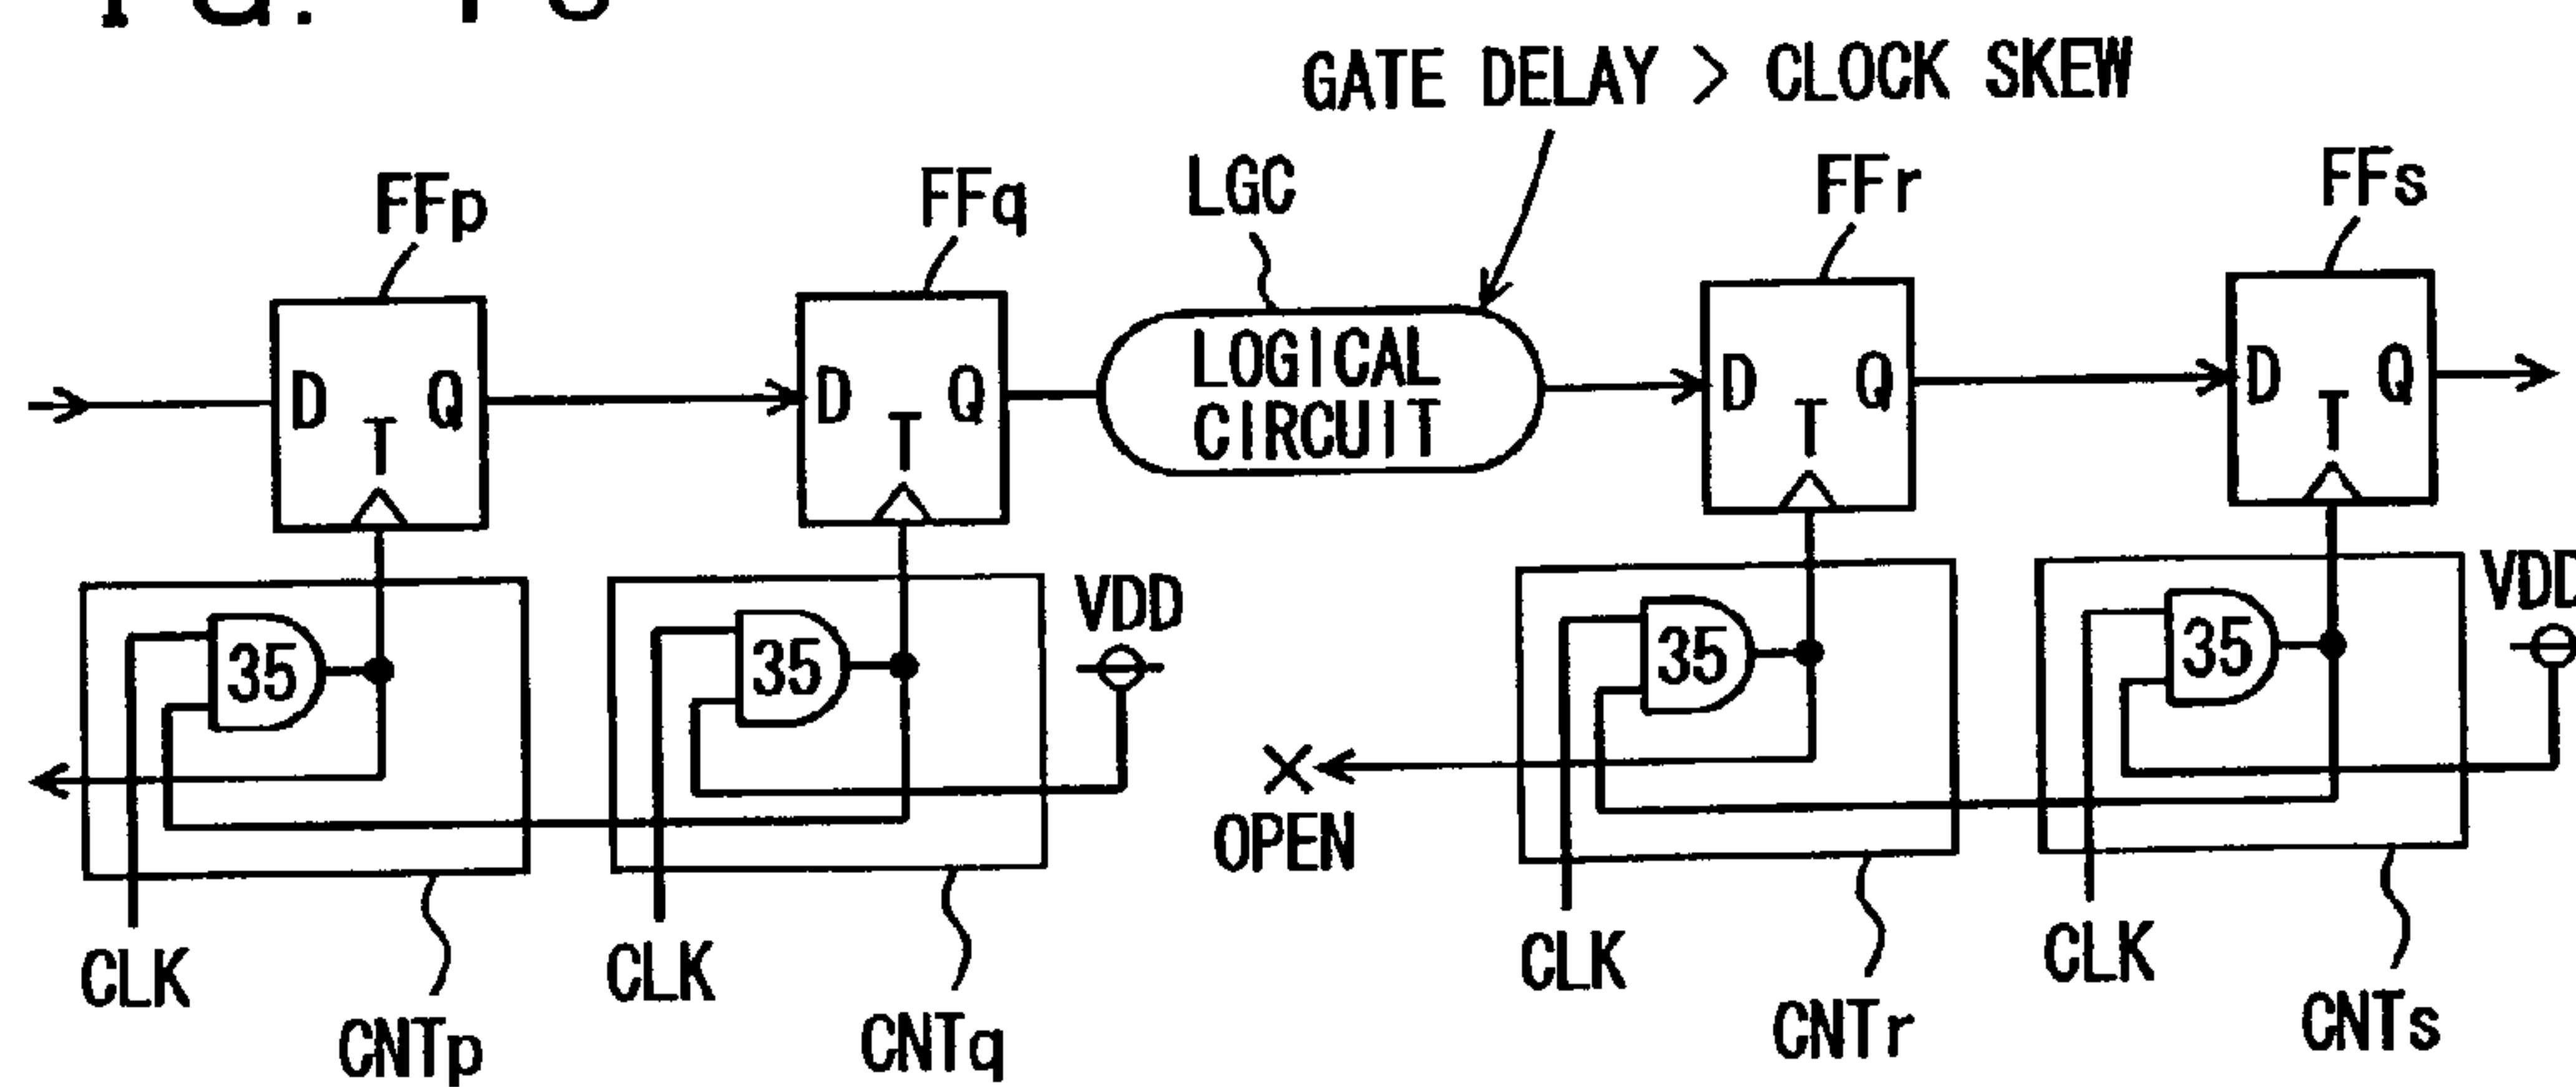 GATE DELAY > CLOCK SKEW
FFp
FFq
LGC
FFr
FFs
D Q
T
D Q
T
LOGICAL
CIRCUIT
D Q
T
D Q
T
35
35
VDD
35
35
VDD
OPEN
CLK
CLK
CLK
CLK
CNTp
CNTq
CNTr
CNTs